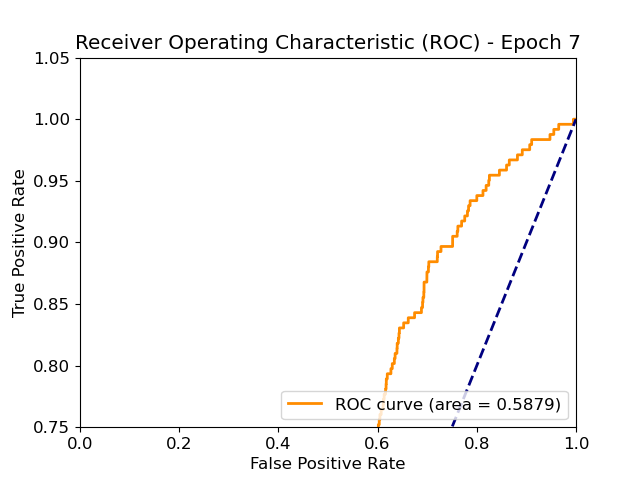 Receiver Operating Characteristic (ROC) - Epoch 7
1.05
1.00
0.95
0.90
0.85
0.80
0.75
True Positive Rate
ROC curve (area = 0.5879)
0.0 0.2 0.4 0.6 0.8 1.0
False Positive Rate